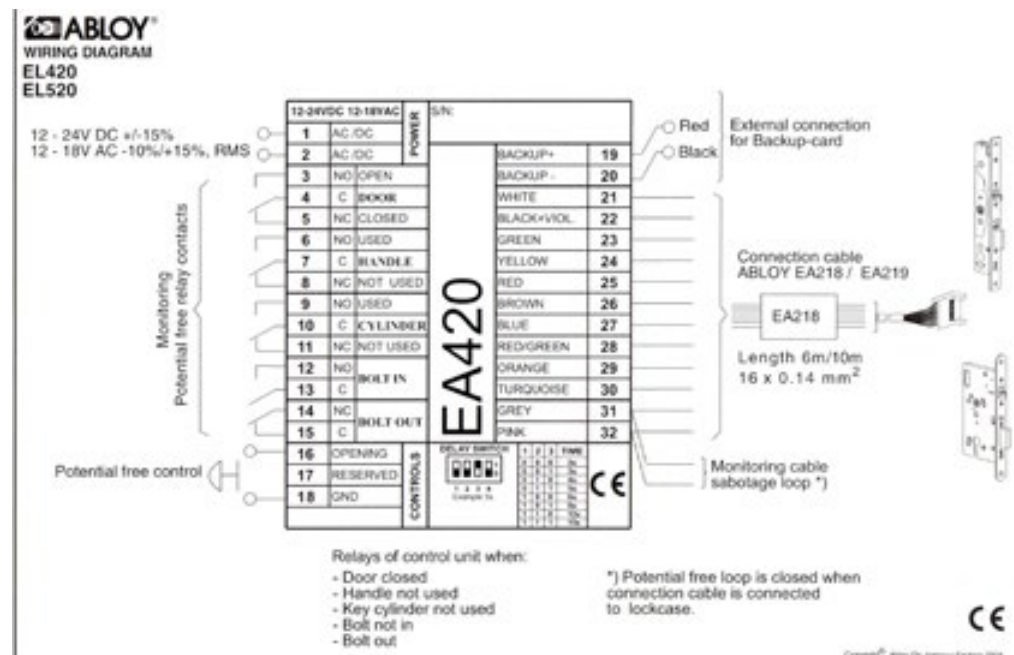 ABLOY®
WIRING DIAGRAM
EL420
EL520
12 - 24V DC +/-15%
12 - 18V AC -10%/+15%, RMS
Monitoring
Potential free relay contacts
Potential free control
12-24VDC 12-18VAC
POWER
S/N:
1 AC/DC
2 AC/DC
3 NO OPEN
4 C DOOR
5 NC CLOSED
6 NO USED
7 C HANDLE
8 NC NOT USED
9 NO USED
10 C CYLINDER
11 NC NOT USED
12 NO
BOLT IN
13 C
14 NC
BOLT OUT
15 C
16 OPENING
17 RESERVED
18 GND
CONTROLS
EA420
BACKUP+ 19
BACKUP - 20
WHITE 21
BLACK+VIOL. 22
GREEN 23
YELLOW 24
RED 25
BROWN 26
BLUE 27
RED/GREEN 28
ORANGE 29
TURQUOISE 30
GREY 31
PINK 32
DELAY SWITCH
1 2 3 TIME
CE
Red
Black
External connection
for Backup-card
Connection cable
ABLOY EA218 / EA219
EA218
Length 6m/10m
16 x 0.14 mm²
Monitoring cable
sabotage loop *)
Relays of control unit when:
- Door closed
- Handle not used
- Key cylinder not used
- Bolt not in
- Bolt out
*) Potential free loop is closed when
connection cable is connected
to lockcase.
CE